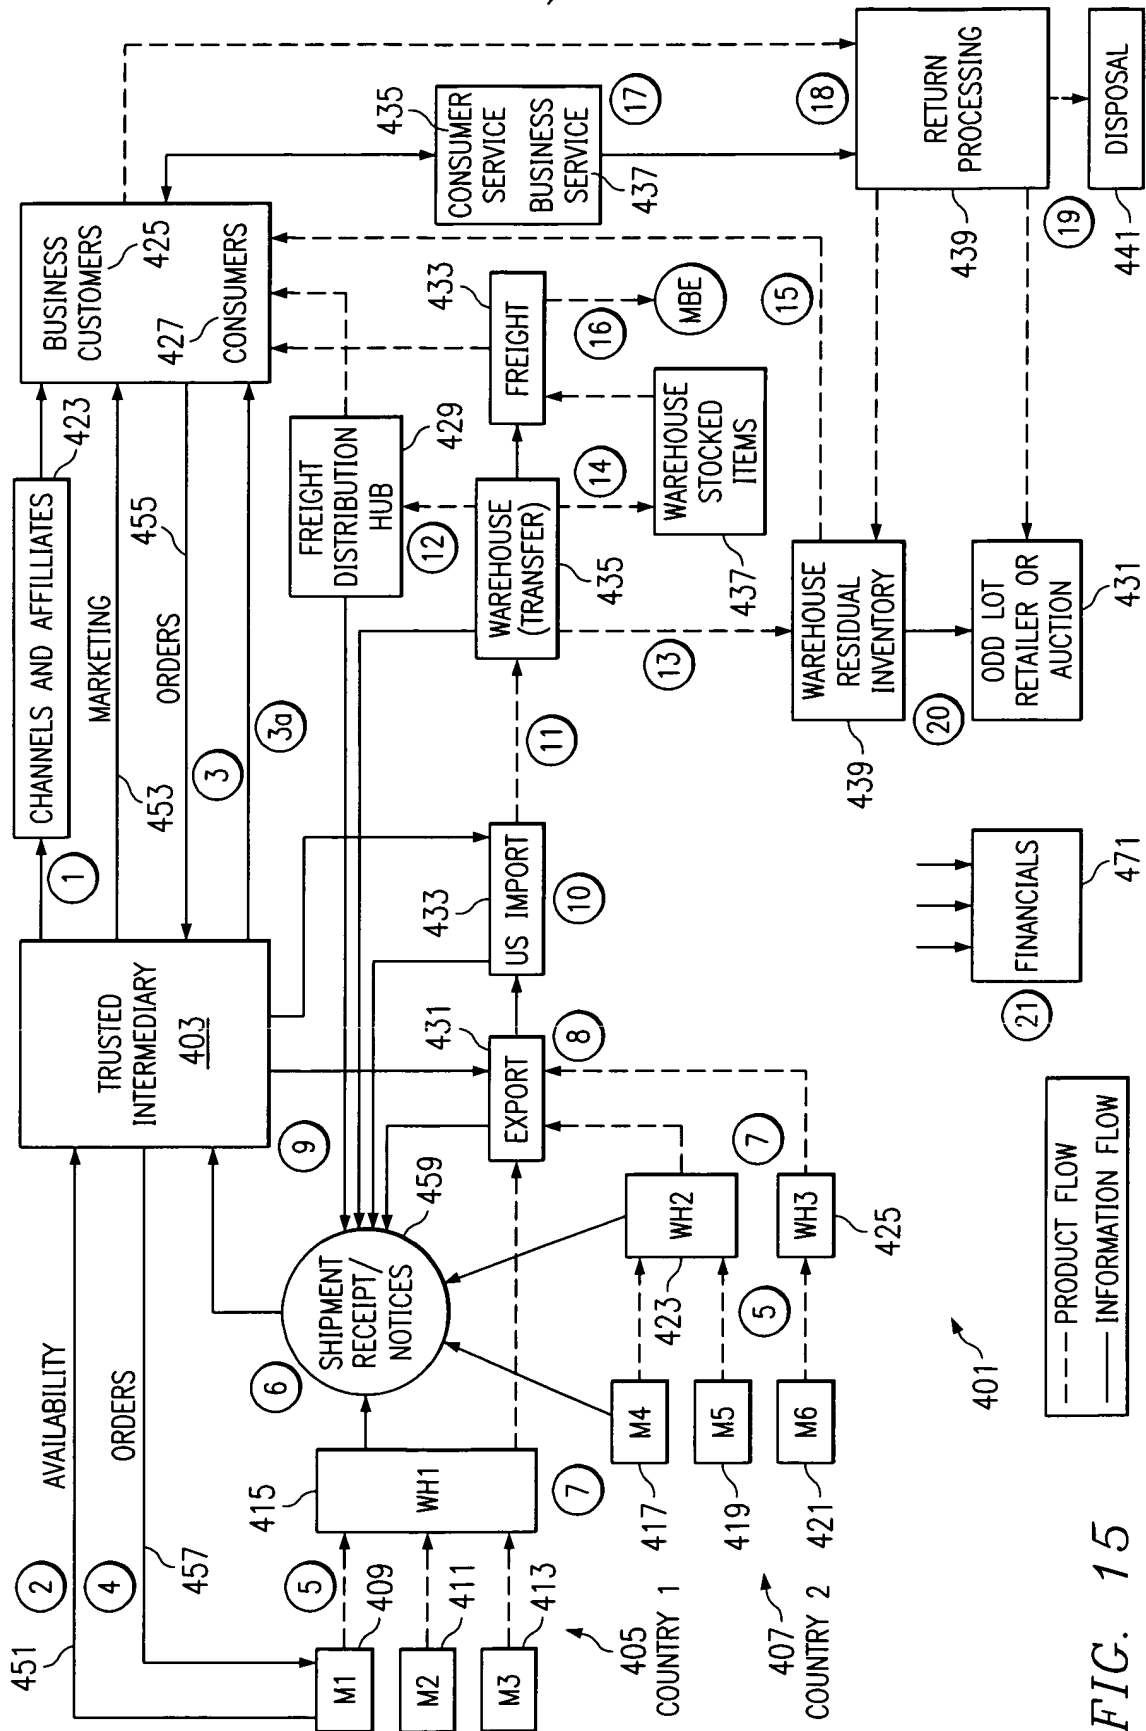 451
2
AVAILABILITY
4
ORDERS
457
TRUSTED
INTERMEDIARY
403
1
CHANNELS AND AFFILLIATES
423
MARKETING
453
455
ORDERS
3
3a
BUSINESS
CUSTOMERS
425
427
CONSUMERS
435
CONSUMER
SERVICE
BUSINESS
SERVICE
437
17
18
RETURN
PROCESSING
439
19
DISPOSAL
441
5
M1
409
M2
411
M3
413
415
WH1
7
6
SHIPMENT
RECEIPT/
NOTICES
459
9
405
COUNTRY 1
407
COUNTRY 2
M4
417
M5
419
M6
421
5
WH2
423
WH3
425
7
EXPORT
431
8
US IMPORT
433
10
11
FREIGHT
DISTRIBUTION
HUB
429
12
WAREHOUSE
(TRANSFER)
435
13
14
FREIGHT
433
16
MBE
WAREHOUSE
STOCKED
ITEMS
437
15
WAREHOUSE
RESIDUAL
INVENTORY
439
20
ODD LOT
RETAILER OR
AUCTION
431
21
FINANCIALS
471
401
PRODUCT FLOW
INFORMATION FLOW
FIG. 15